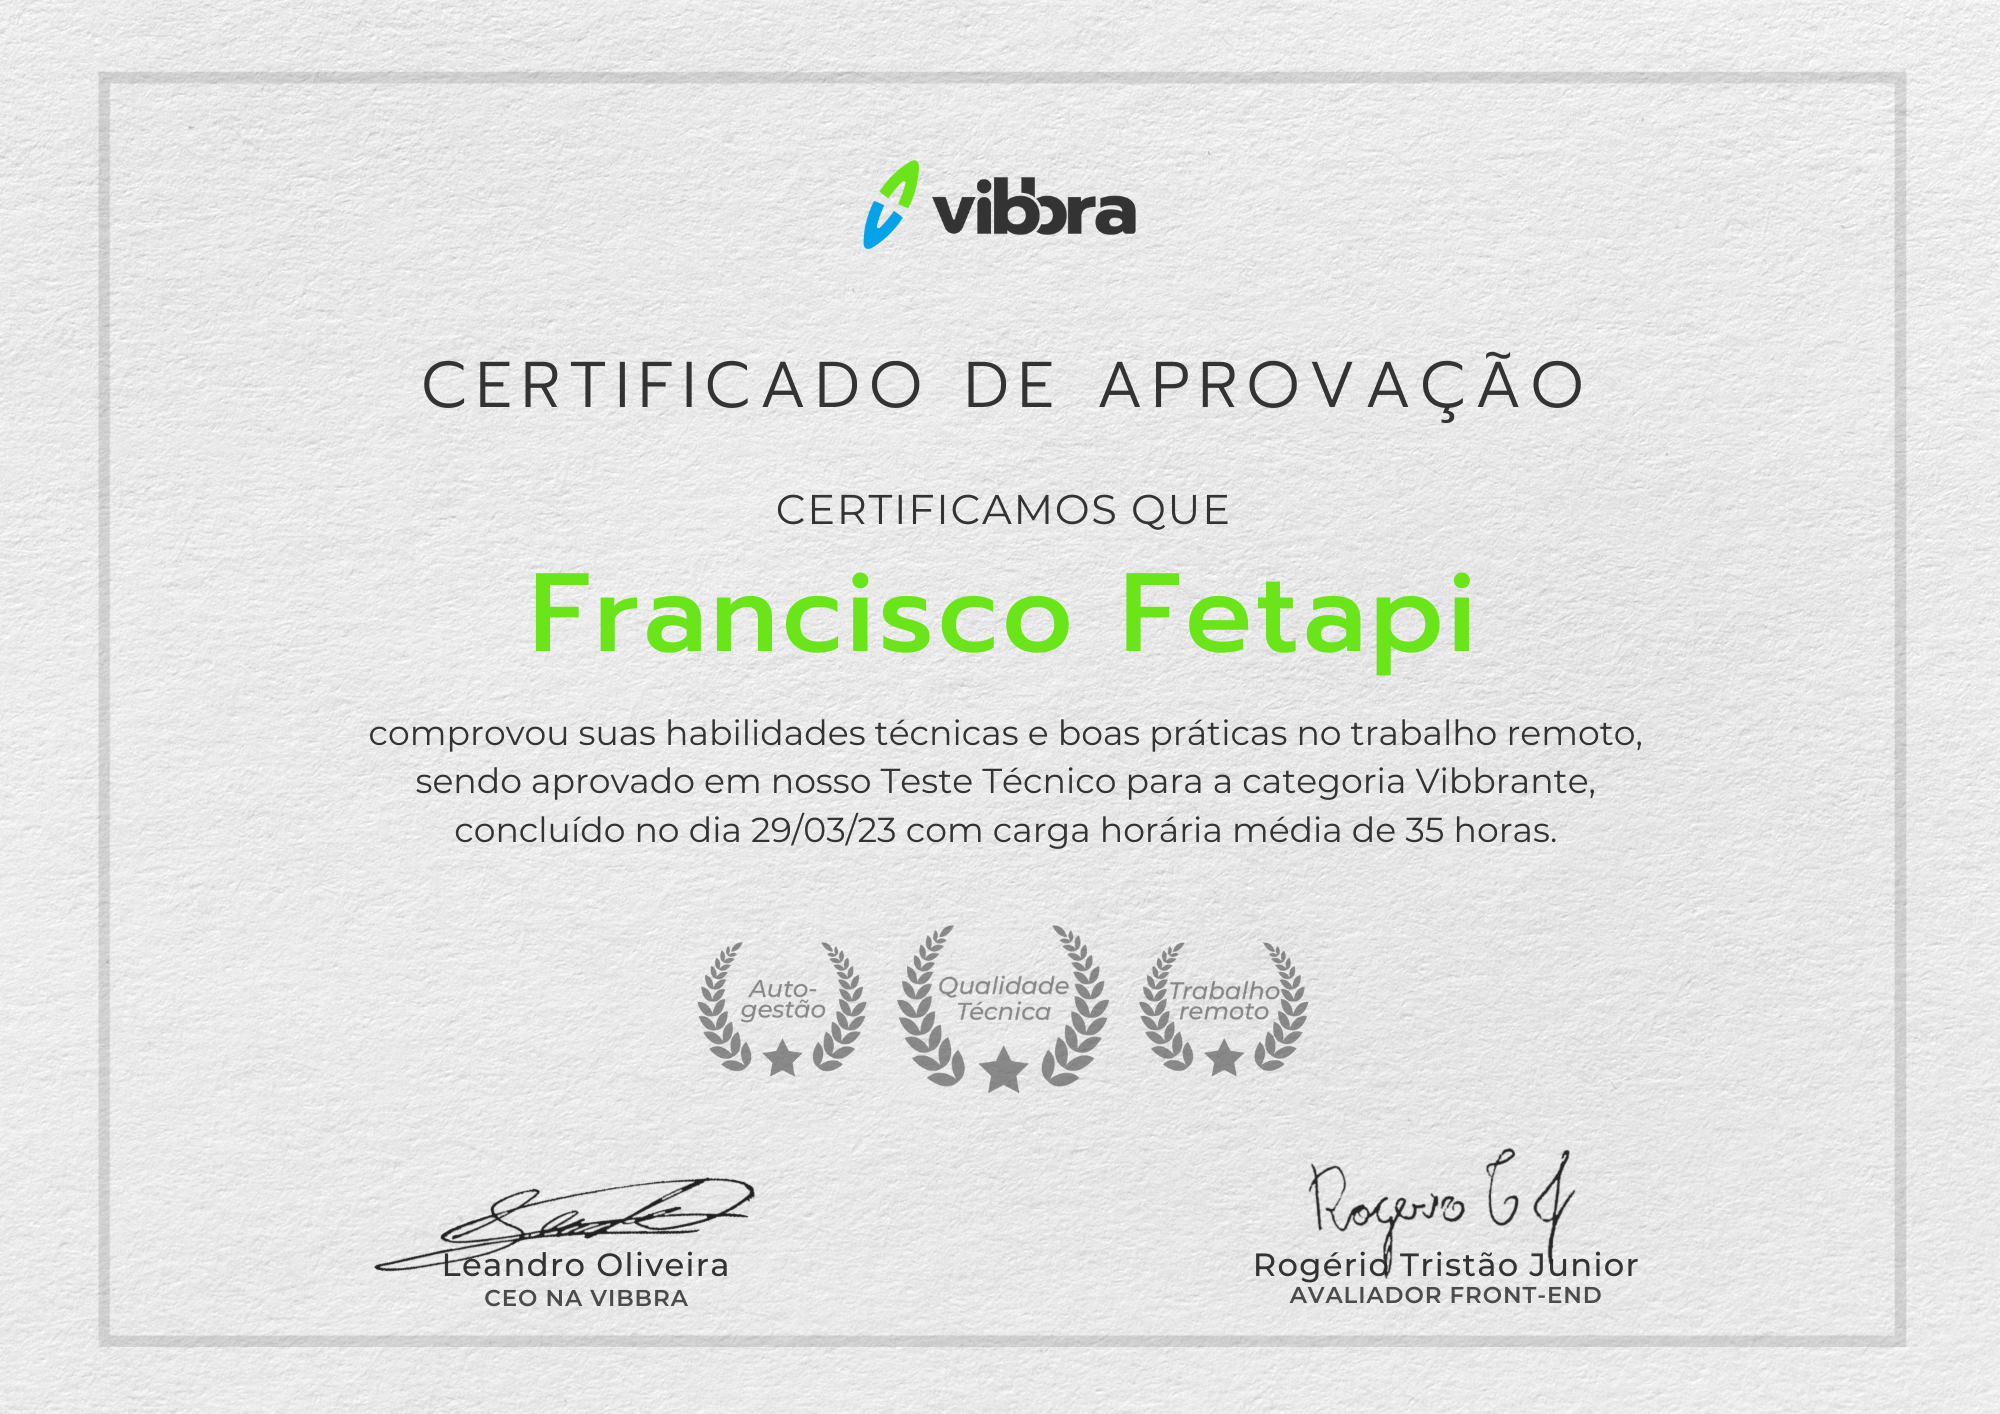 vibbra
CERTIFICADO DE APROVAÇÃO
CERTIFICAMOS QUE
Francisco Fetapi
comprovou suas habilidades técnicas e boas práticas no trabalho remoto,
sendo aprovado em nosso Teste Técnico para a categoria Vibbrante,
concluído no dia 29/03/23 com carga horária média de 35 horas.
Auto-
gestão
Qualidade
Técnica
Trabalho
remoto
Leandro Oliveira
CEO NA VIBBRA
Rogério Tristão Junior
AVALIADOR FRONT-END